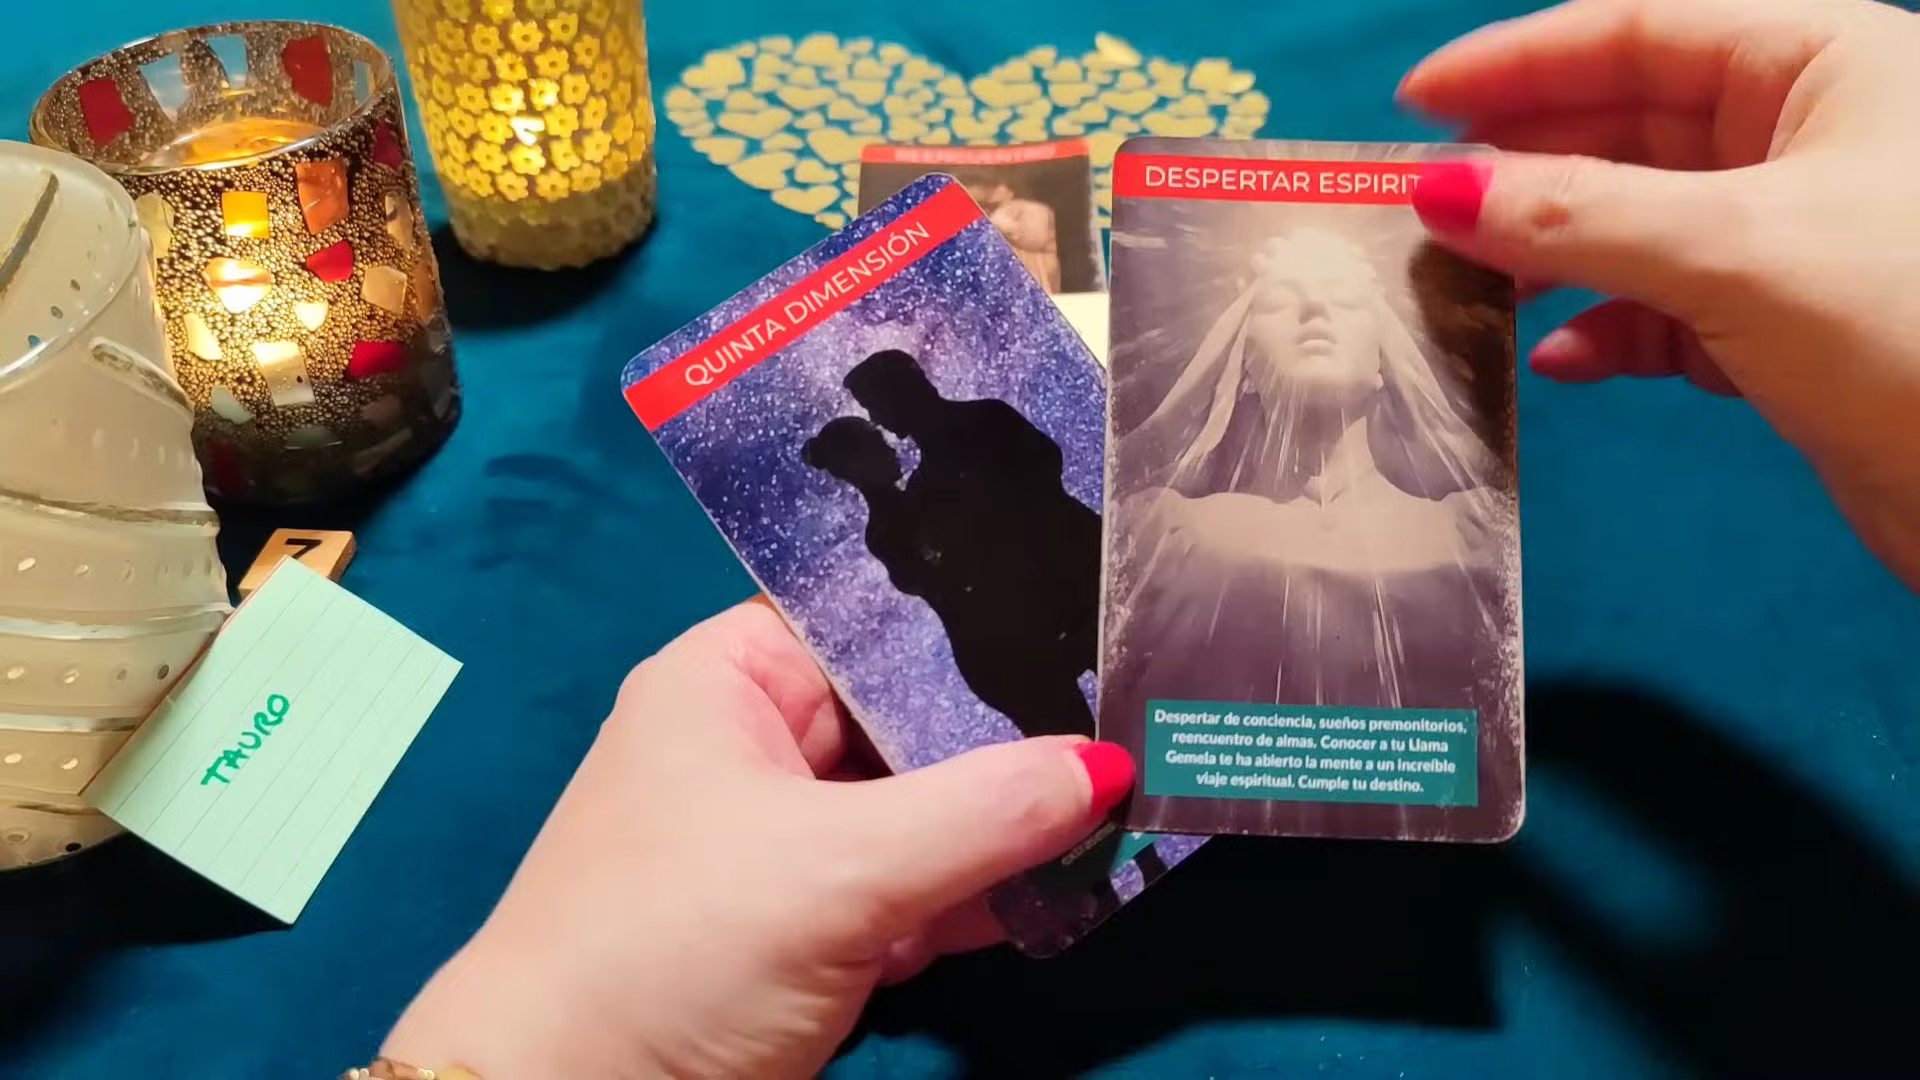 QUINTA DIMENSIÓN
DESPERTAR ESPIRIT
Despertar de conciencia, sueños premonitorios,
reencuentro de almas. Conocer a tu Llama
Gemela te ha abierto la mente a un increíble
viaje espiritual. Cumple tu destino.
TAURO